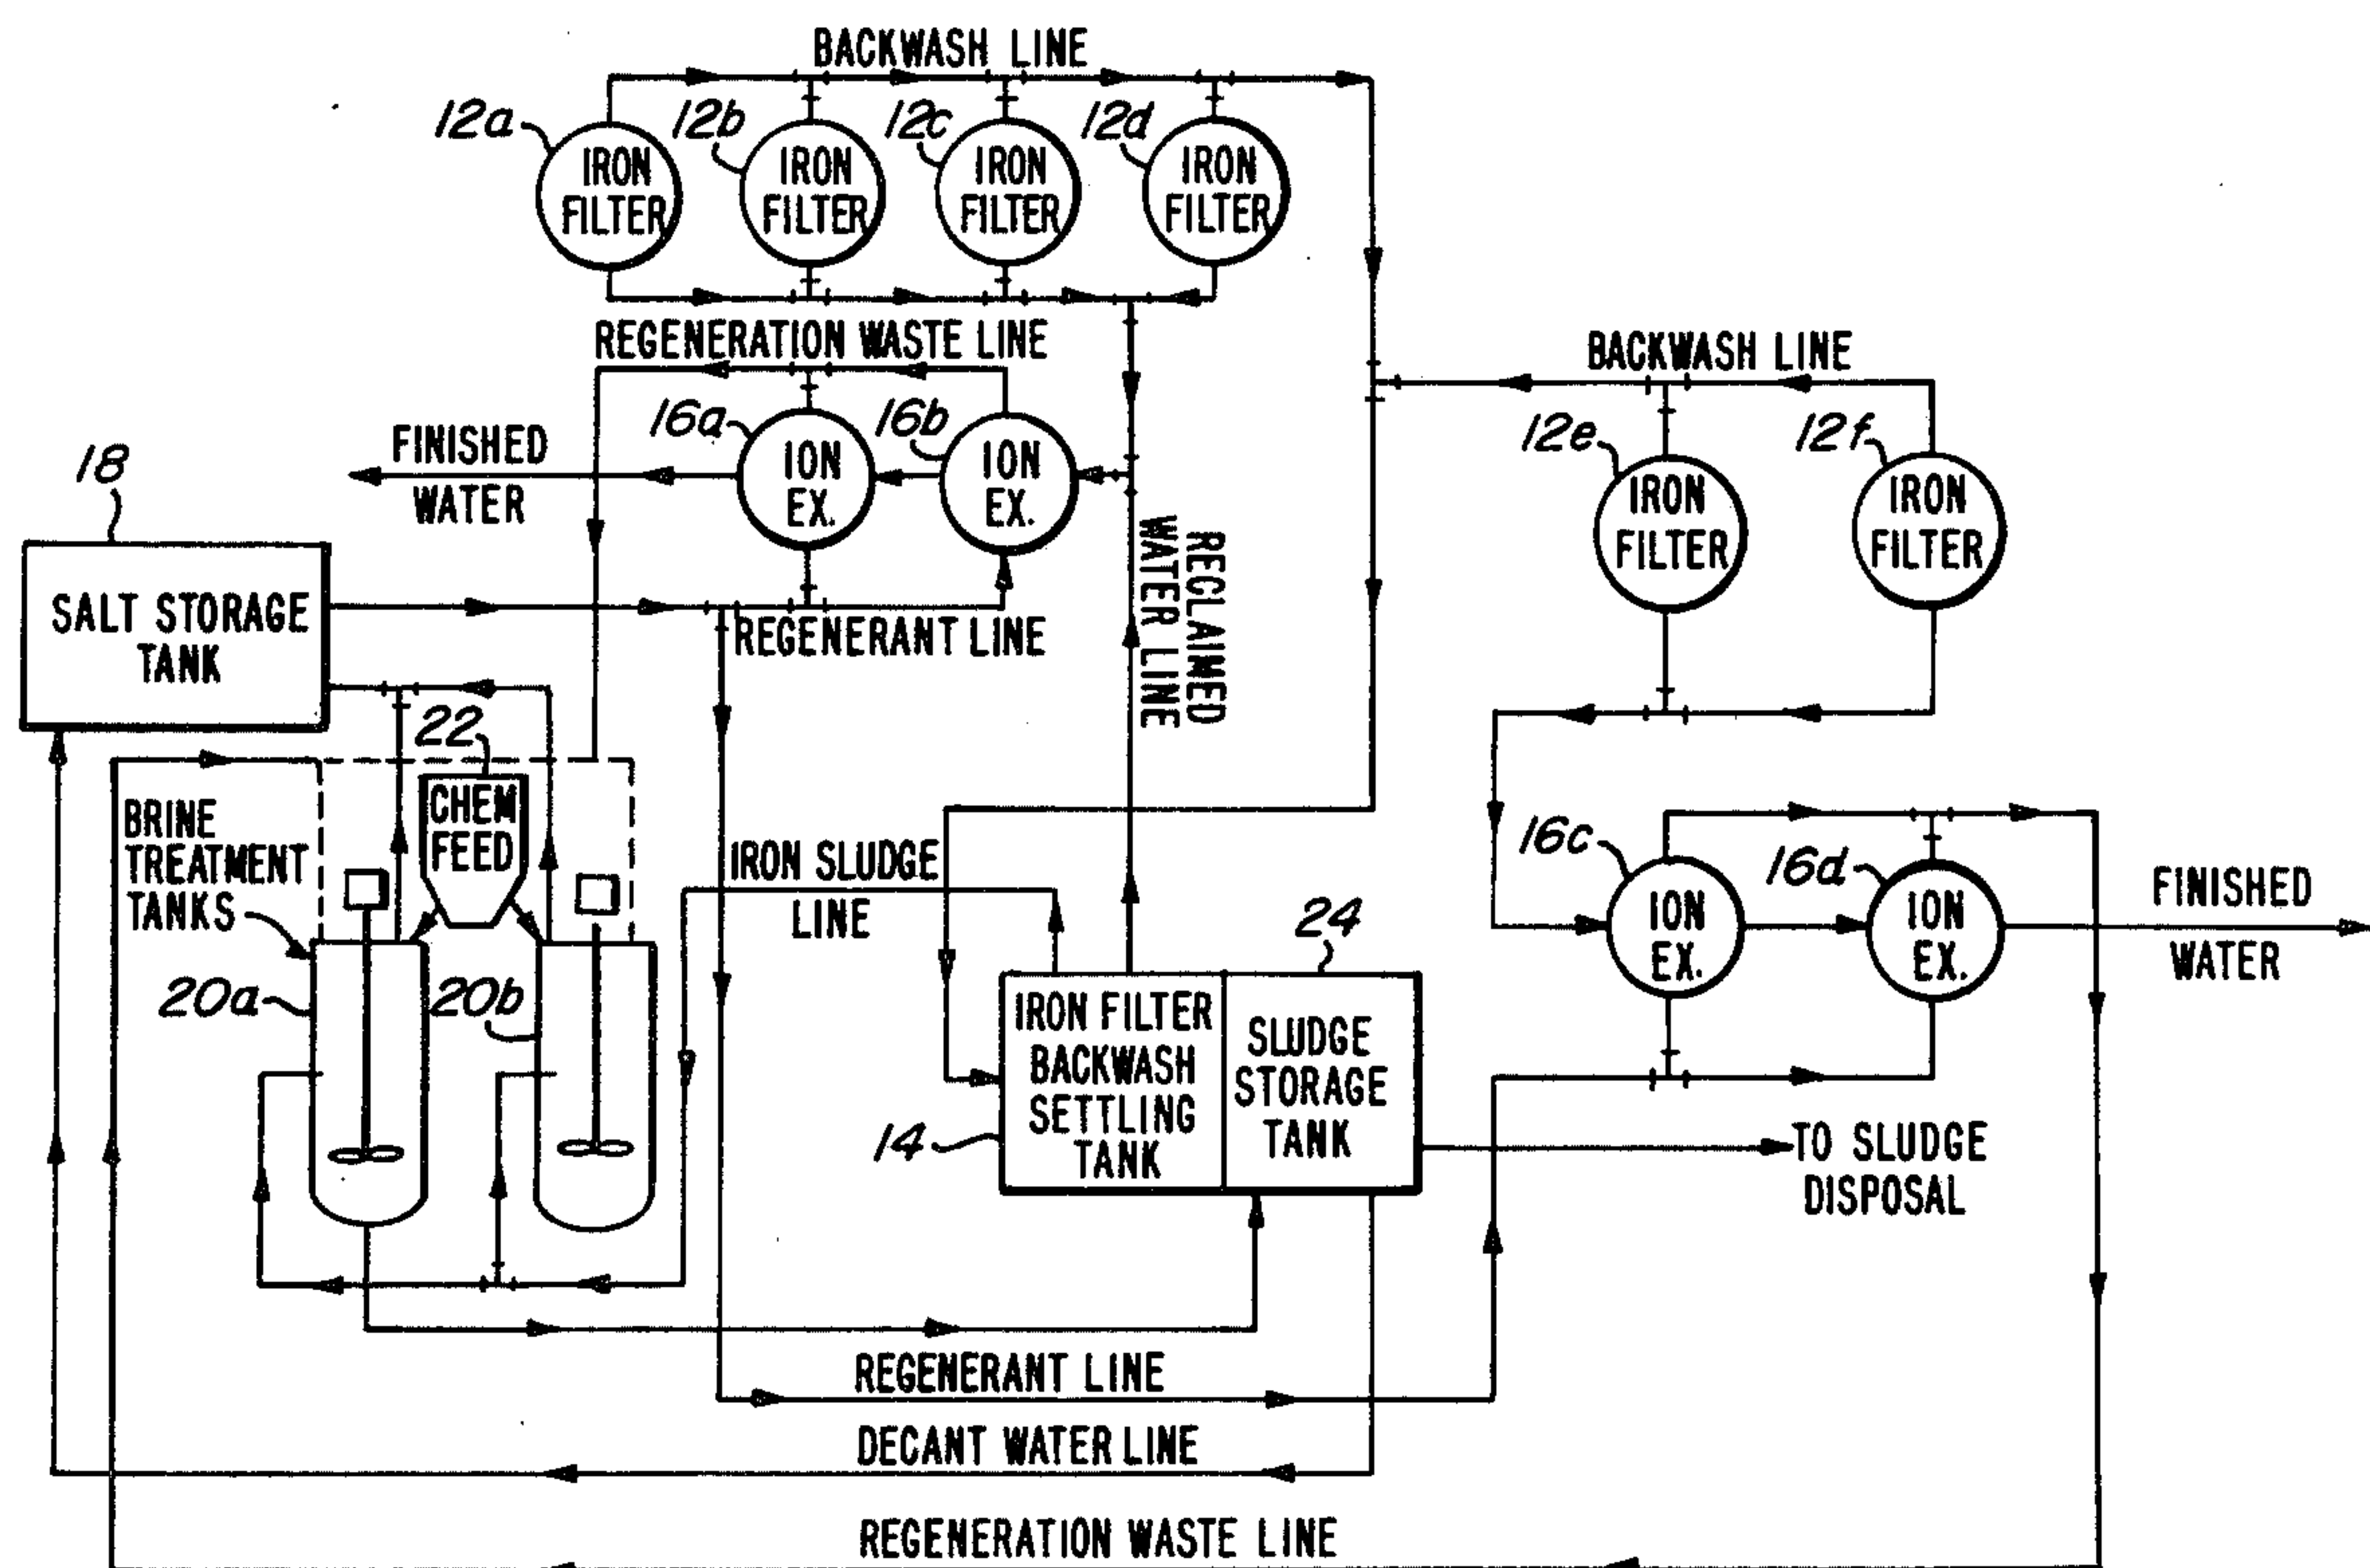 BACKWASH LINE
12a
12b
12c
12d
IRON
FILTER
IRON
FILTER
IRON
FILTER
IRON
FILTER
REGENERATION WASTE LINE
BACKWASH LINE
16a
16b
12e
12f
FINISHED
WATER
ION
EX.
ION
EX.
IRON
FILTER
IRON
FILTER
18
SALT STORAGE
TANK
REGENERANT LINE
RECLAIMED
WATER LINE
22
CHEM
FEED
BRINE
TREATMENT
TANKS
IRON SLUDGE
LINE
16c
16d
ION
EX.
ION
EX.
FINISHED
WATER
24
20a
20b
IRON FILTER
BACKWASH
SETTLING
TANK
SLUDGE
STORAGE
TANK
14
TO SLUDGE
DISPOSAL
REGENERANT LINE
DECANT WATER LINE
REGENERATION WASTE LINE